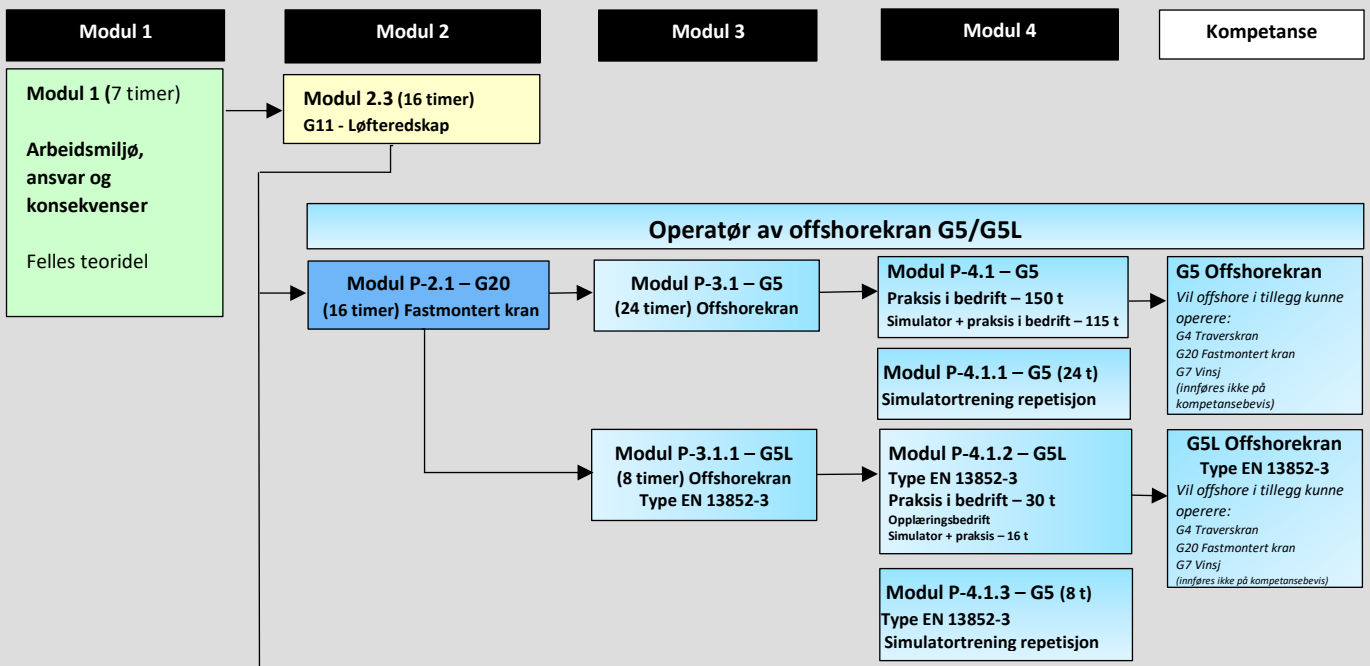 Modul 1
Modul 2
Modul 3
Modul 4
Kompetanse
Modul 1 (7 timer)
Arbeidsmiljø,
ansvar og
konsekvenser
Felles teoridel
Modul 2.3 (16 timer)
G11 - Løfteredskap
Operatør av offshorekran G5/G5L
Modul P-2.1 – G20
(16 timer) Fastmontert kran
Modul P-3.1 – G5
(24 timer) Offshorekran
Modul P-4.1 – G5
Praksis i bedrift – 150 t
Simulator + praksis i bedrift – 115 t
G5 Offshorekran
Vil offshore i tillegg kunne
operere:
G4 Traverskran
G20 Fastmontert kran
G7 Vinsj
(innføres ikke på
kompetansebevis)
Modul P-4.1.1 – G5 (24 t)
Simulatortrening repetisjon
Modul P-3.1.1 – G5L
(8 timer) Offshorekran
Type EN 13852-3
Modul P-4.1.2 – G5L
Type EN 13852-3
Praksis i bedrift – 30 t
Opplæringsbedrift
Simulator + praksis – 16 t
G5L Offshorekran
Type EN 13852-3
Vil offshore i tillegg kunne
operere:
G4 Traverskran
G20 Fastmontert kran
G7 Vinsj
(innføres ikke på kompetansebevis)
Modul P-4.1.3 – G5 (8 t)
Type EN 13852-3
Simulatortrening repetisjon